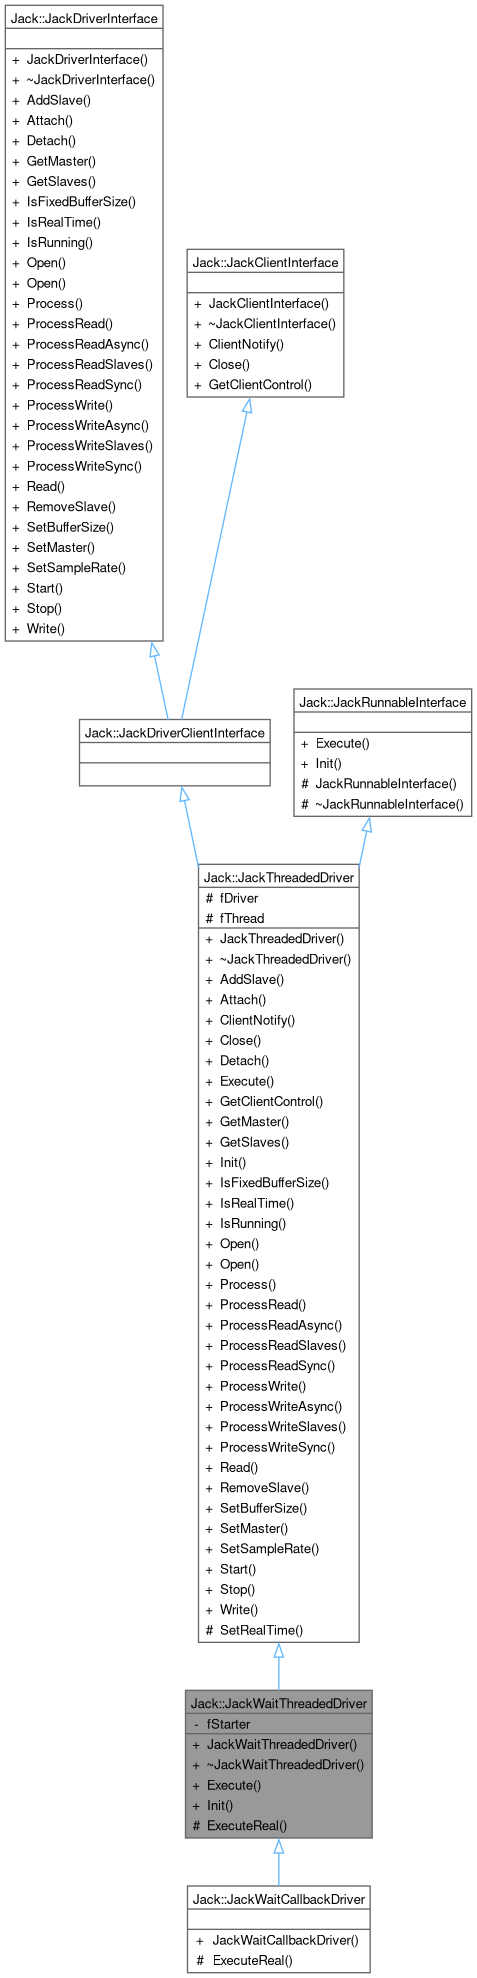 Jack::JackDriverInterface
+ JackDriverInterface()
+ ~JackDriverInterface()
+ AddSlave()
+ Attach()
+ Detach()
+ GetMaster()
+ GetSlaves()
+ IsFixedBufferSize()
+ IsRealTime()
+ IsRunning()
+ Open()
+ Open()
+ Process()
+ ProcessRead()
+ ProcessReadAsync()
+ ProcessReadSlaves()
+ ProcessReadSync()
+ ProcessWrite()
+ ProcessWriteAsync()
+ ProcessWriteSlaves()
+ ProcessWriteSync()
+ Read()
+ RemoveSlave()
+ SetBufferSize()
+ SetMaster()
+ SetSampleRate()
+ Start()
+ Stop()
+ Write()
Jack::JackClientInterface
+ JackClientInterface()
+ ~JackClientInterface()
+ ClientNotify()
+ Close()
+ GetClientControl()
Jack::JackDriverClientInterface
Jack::JackRunnableInterface
+ Execute()
+ Init()
# JackRunnableInterface()
# ~JackRunnableInterface()
Jack::JackThreadedDriver
# fDriver
# fThread
+ JackThreadedDriver()
+ ~JackThreadedDriver()
+ AddSlave()
+ Attach()
+ ClientNotify()
+ Close()
+ Detach()
+ Execute()
+ GetClientControl()
+ GetMaster()
+ GetSlaves()
+ Init()
+ IsFixedBufferSize()
+ IsRealTime()
+ IsRunning()
+ Open()
+ Open()
+ Process()
+ ProcessRead()
+ ProcessReadAsync()
+ ProcessReadSlaves()
+ ProcessReadSync()
+ ProcessWrite()
+ ProcessWriteAsync()
+ ProcessWriteSlaves()
+ ProcessWriteSync()
+ Read()
+ RemoveSlave()
+ SetBufferSize()
+ SetMaster()
+ SetSampleRate()
+ Start()
+ Stop()
+ Write()
# SetRealTime()
Jack::JackWaitThreadedDriver
- fStarter
+ JackWaitThreadedDriver()
+ ~JackWaitThreadedDriver()
+ Execute()
+ Init()
# ExecuteReal()
Jack::JackWaitCallbackDriver
+ JackWaitCallbackDriver()
# ExecuteReal()